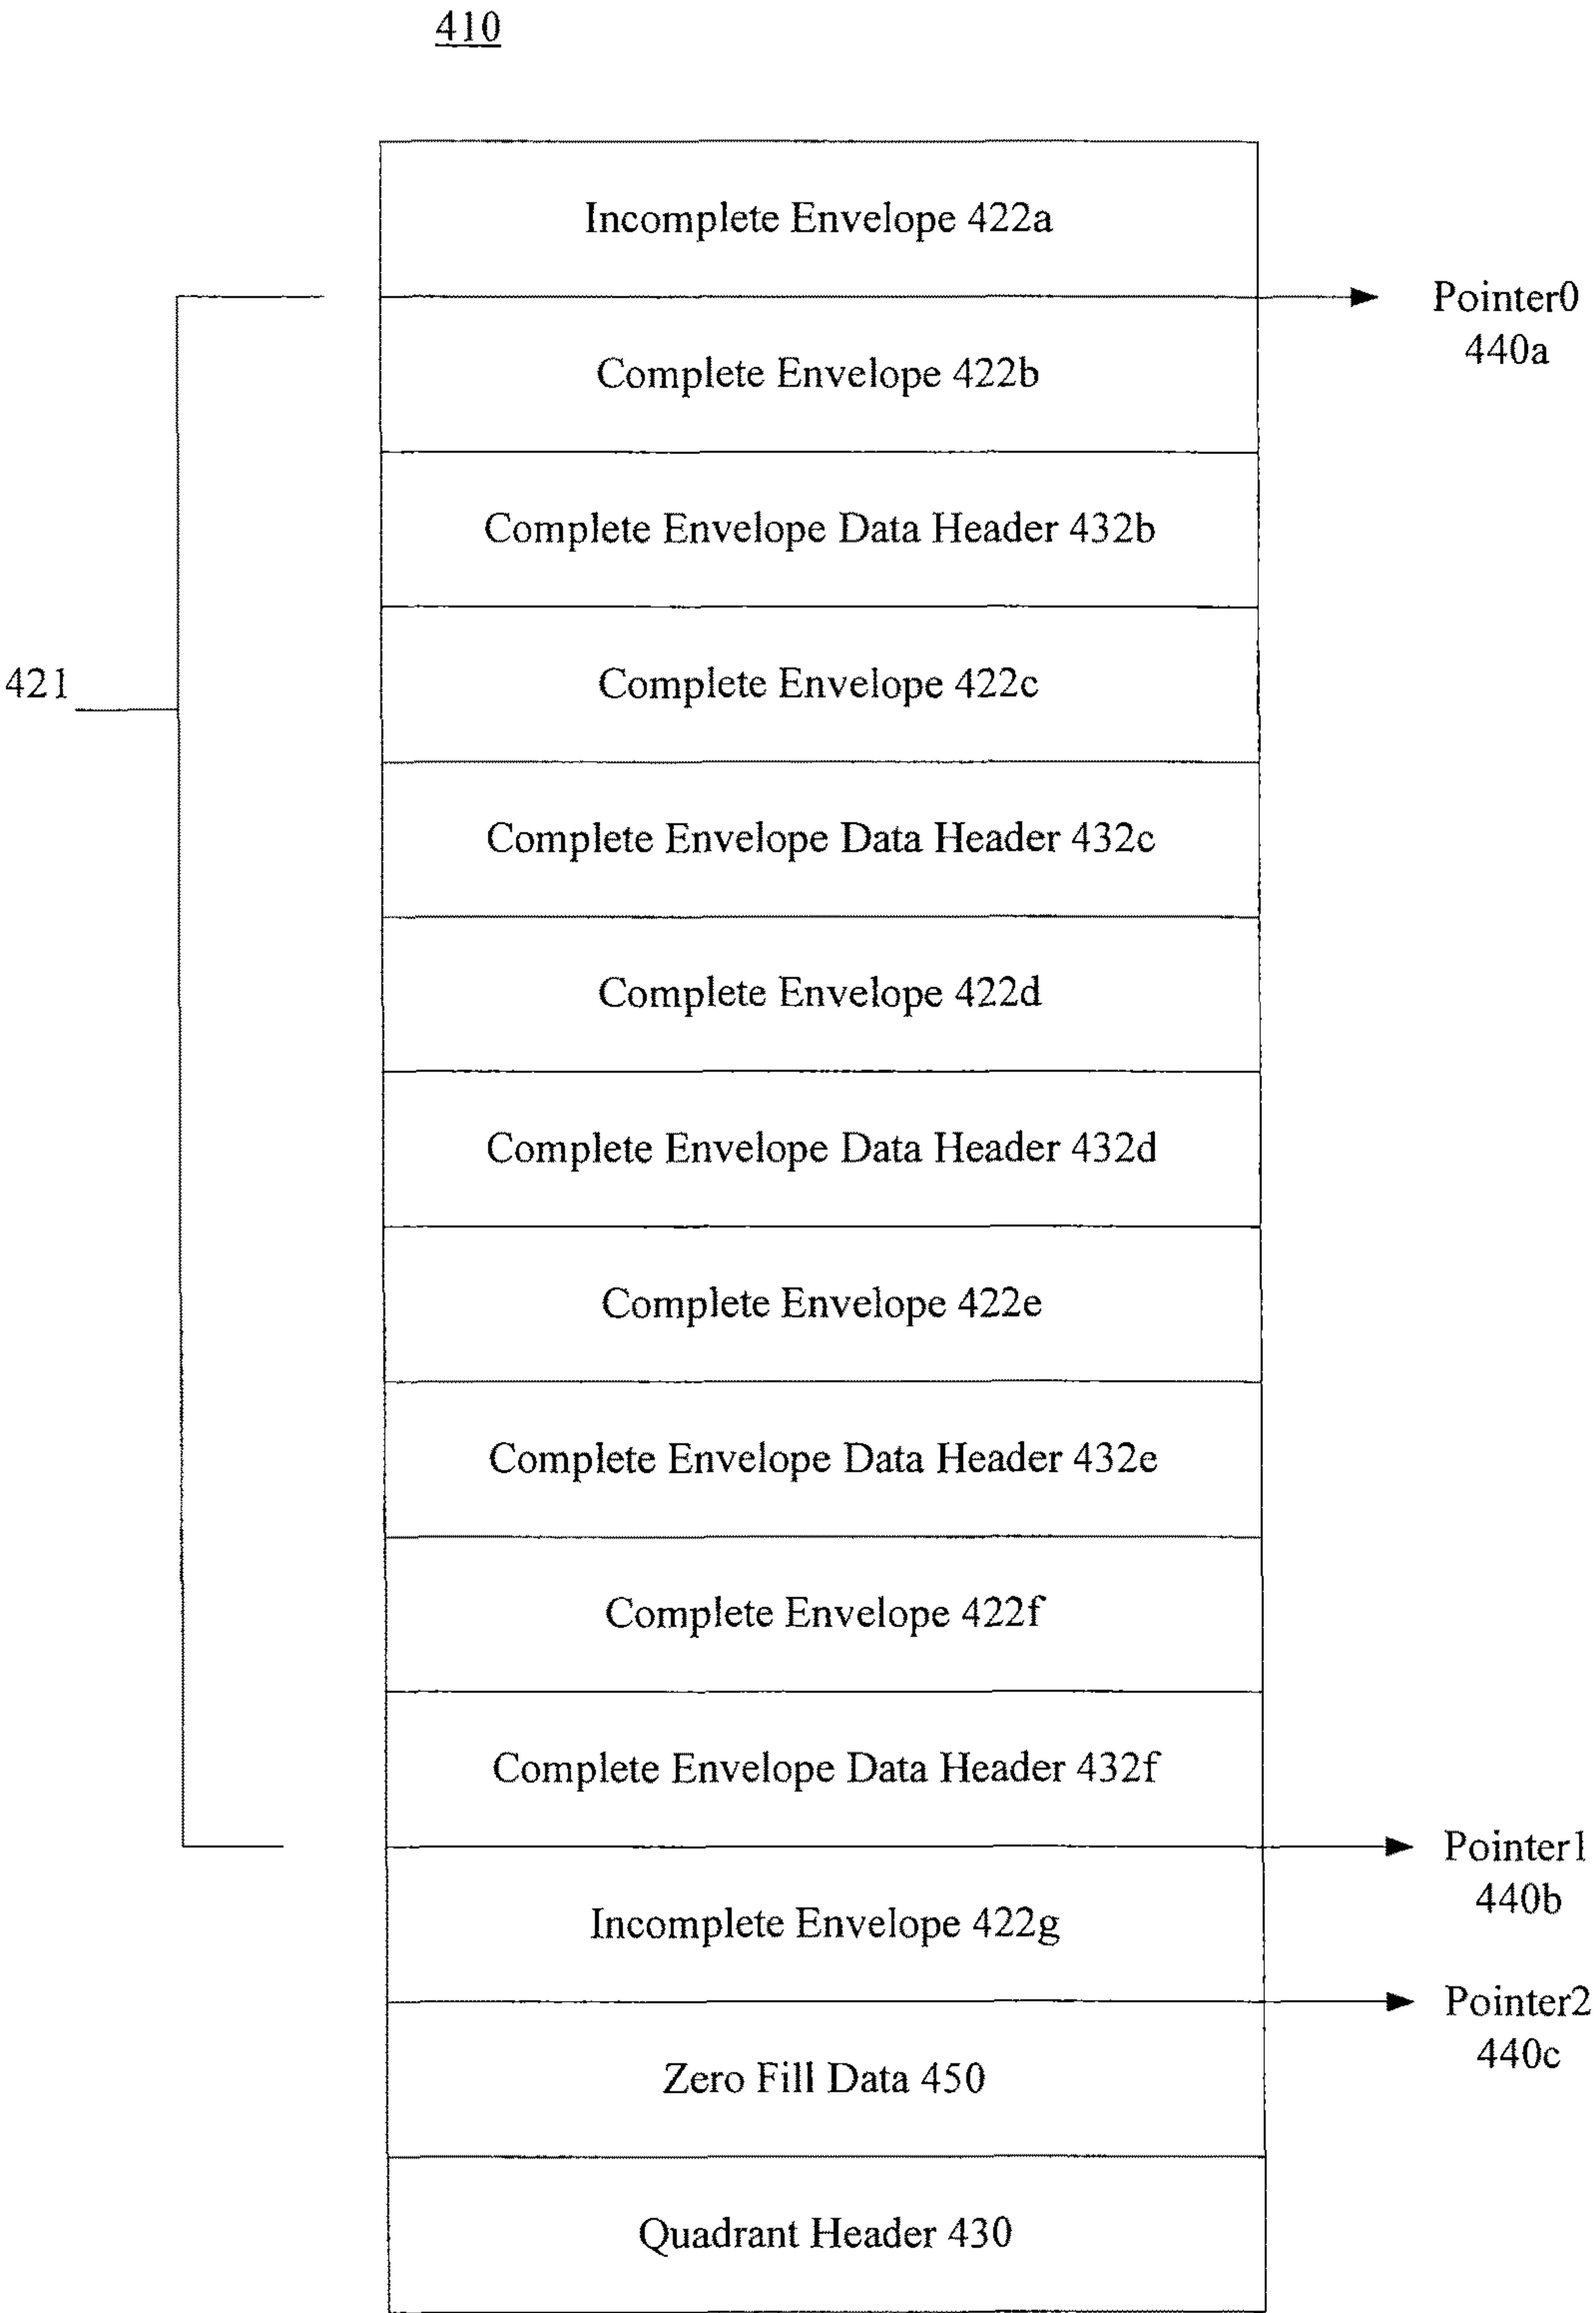 410
Incomplete Envelope 422a
Pointer0
440a
Complete Envelope 422b
Complete Envelope Data Header 432b
421
Complete Envelope 422c
Complete Envelope Data Header 432c
Complete Envelope 422d
Complete Envelope Data Header 432d
Complete Envelope 422e
Complete Envelope Data Header 432e
Complete Envelope 422f
Complete Envelope Data Header 432f
Pointer1
440b
Incomplete Envelope 422g
Pointer2
440c
Zero Fill Data 450
Quadrant Header 430